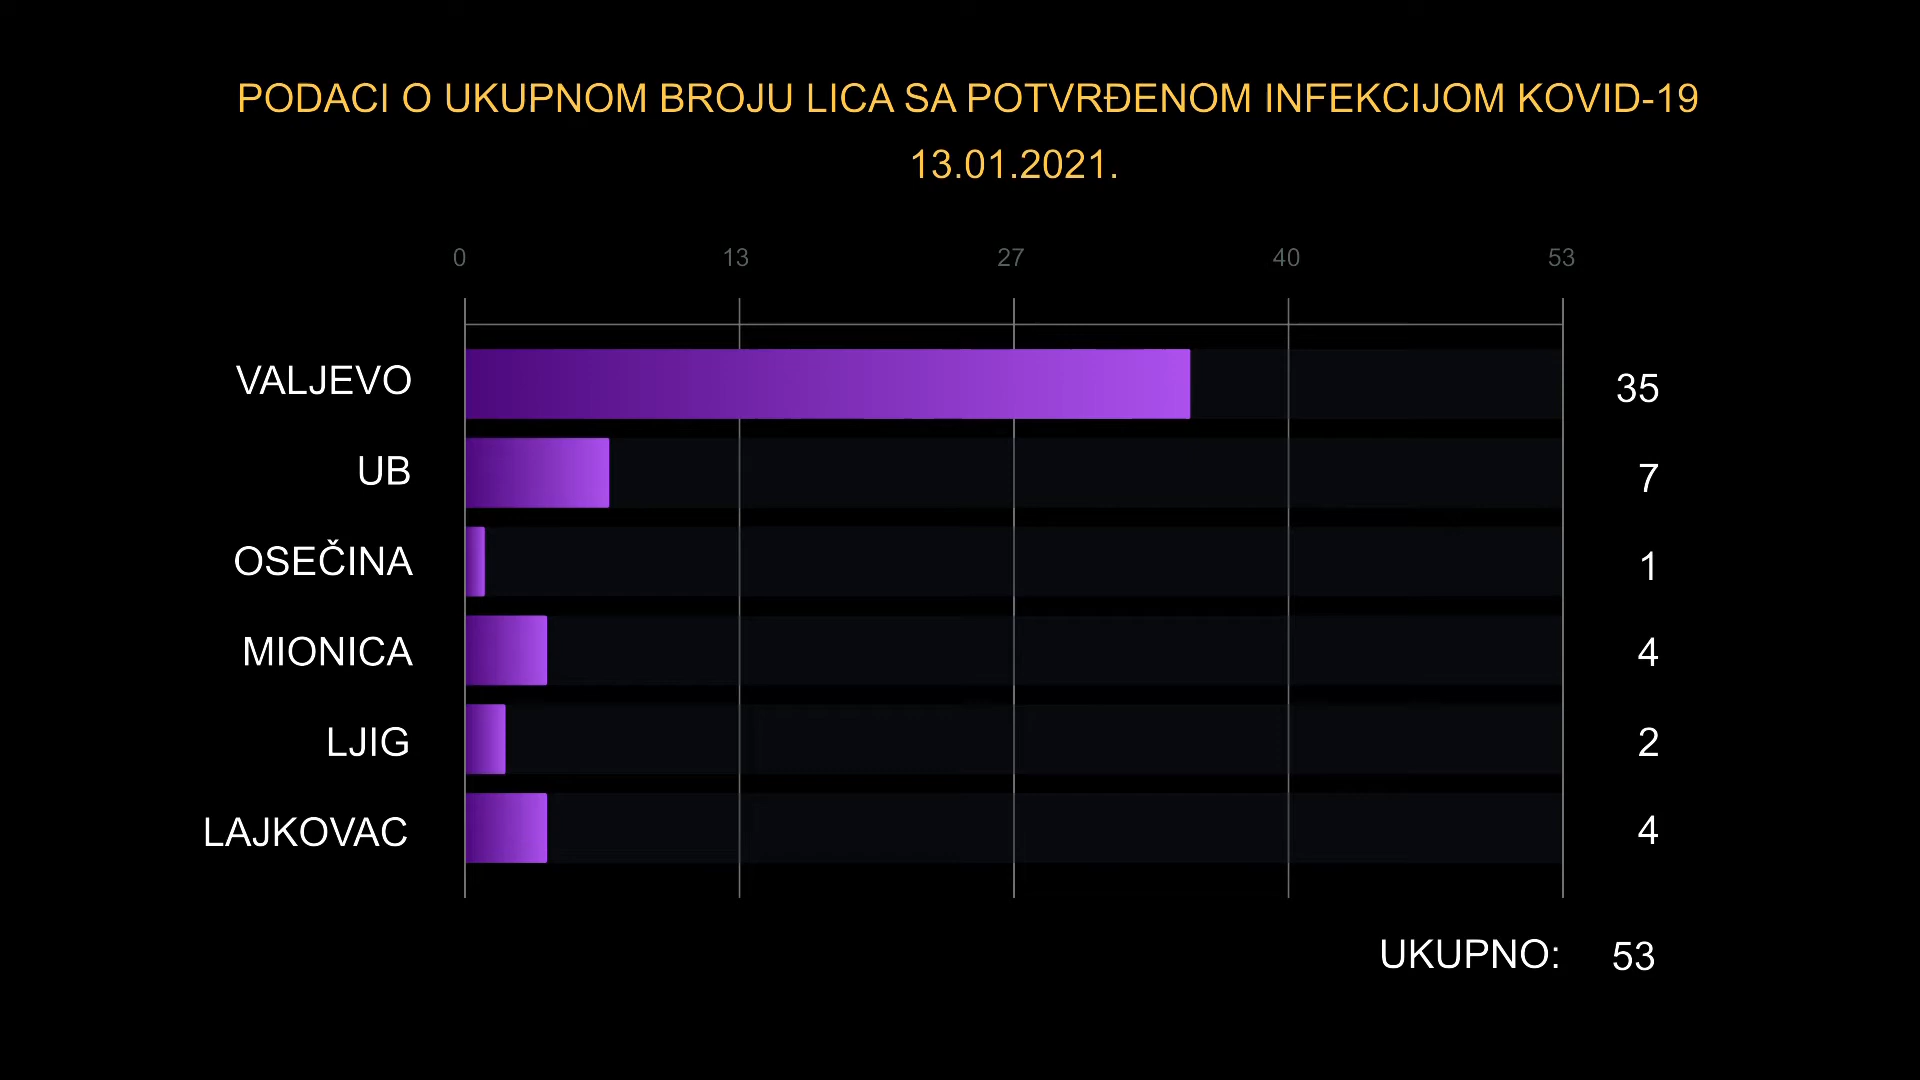 PODACI O UKUPNOM BROJU LICA SA POTVRĐENOM INFEKCIJOM KOVID-19
13.01.2021.
0 13 27 40 53
VALJEVO 35
UB 7
OSEČINA 1
MIONICA 4
LJIG 2
LAJKOVAC 4
UKUPNO: 53